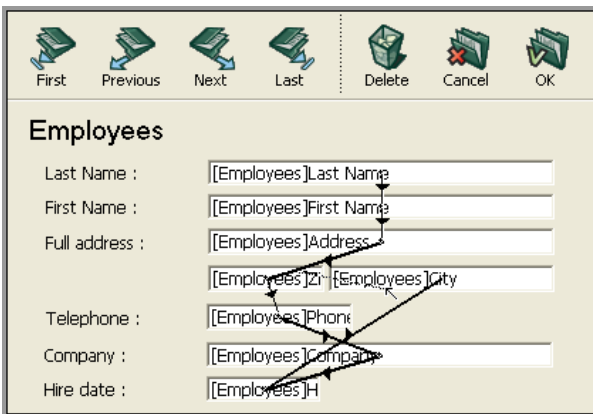 First Previous Next Last Delete Cancel OK
Employees
Last Name : [Employees]Last Name
First Name : [Employees]First Name
Full address : [Employees]Address
[Employees]Zi [Employees]City
Telephone : [Employees]Phone
Company : [Employees]Company
Hire date : [Employees]H